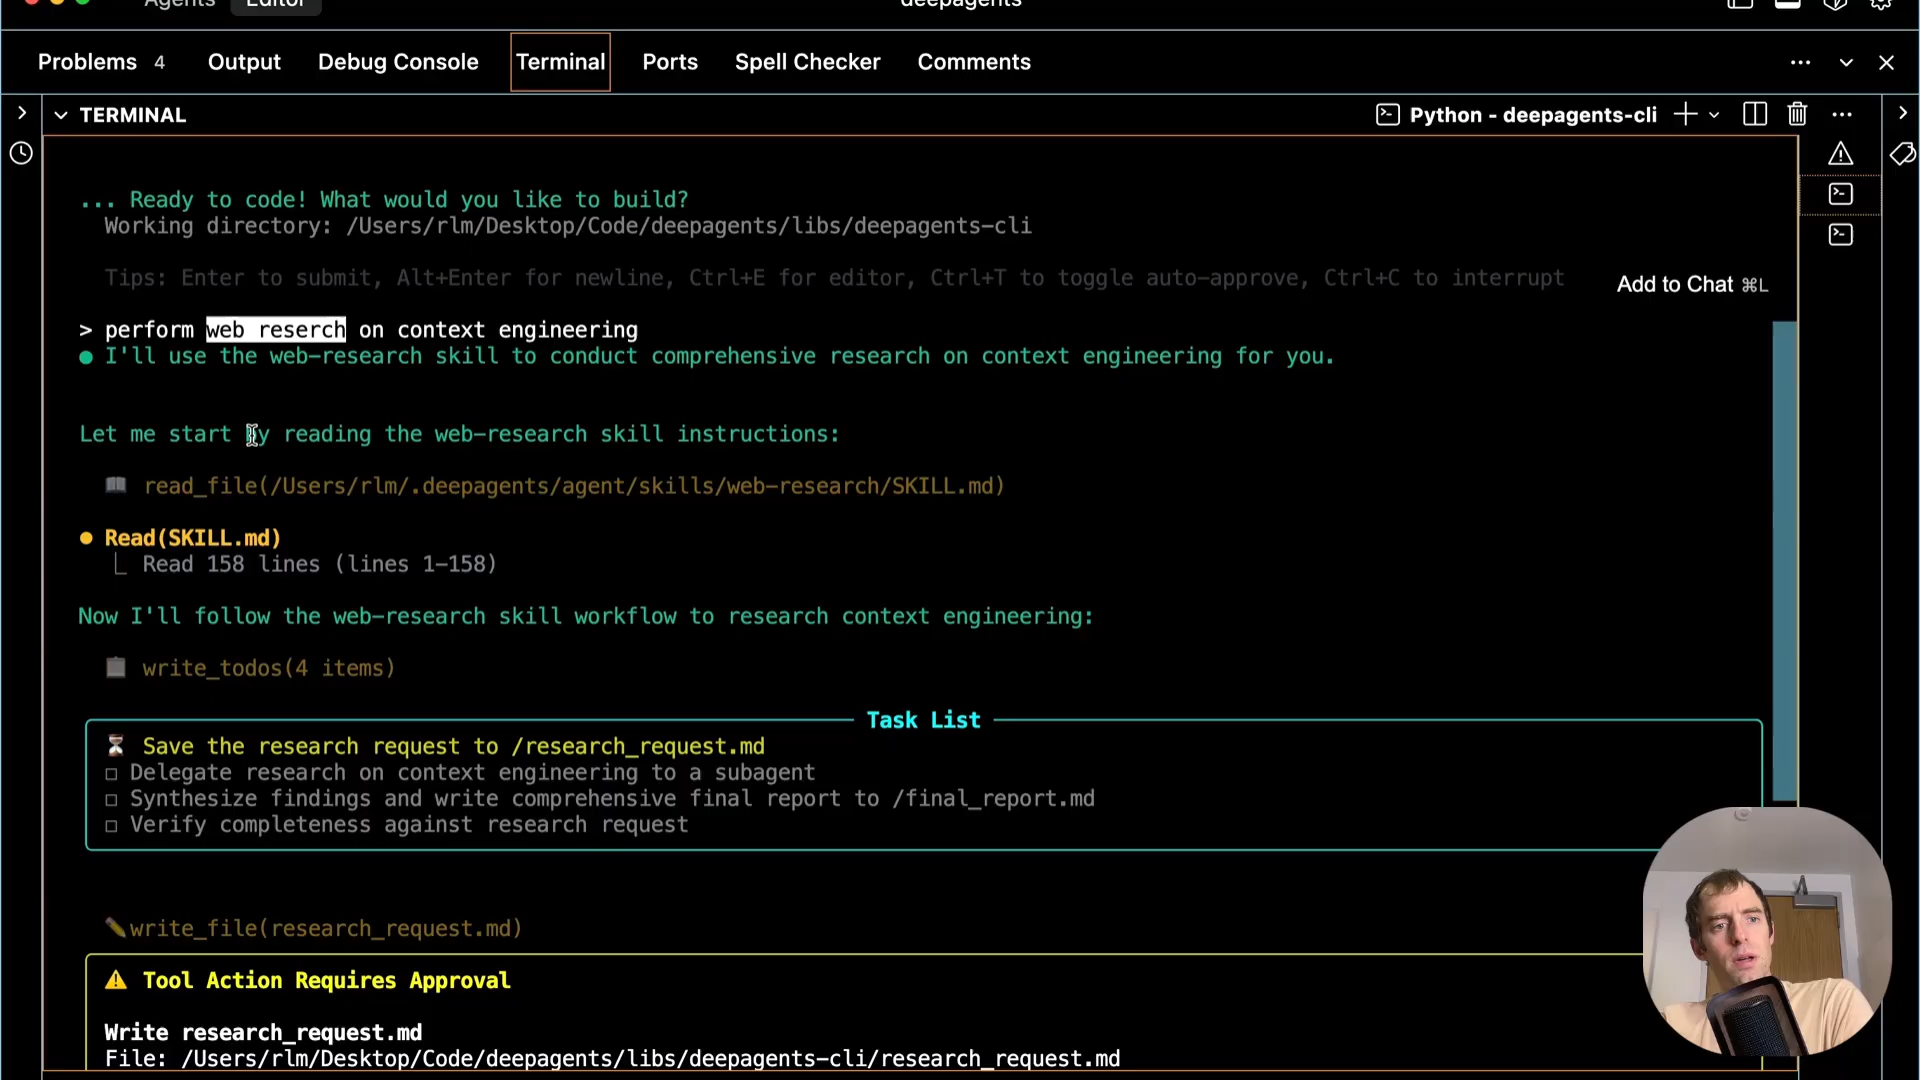 Agents Editor deepagents
Problems 4 Output Debug Console Terminal Ports Spell Checker Comments
TERMINAL Python - deepagents-cli
... Ready to code! What would you like to build?
Working directory: /Users/rlm/Desktop/Code/deepagents/libs/deepagents-cli
Tips: Enter to submit, Alt+Enter for newline, Ctrl+E for editor, Ctrl+T to toggle auto-approve, Ctrl+C to interrupt
Add to Chat ⌘L
> perform web reserch on context engineering
● I'll use the web-research skill to conduct comprehensive research on context engineering for you.
Let me start by reading the web-research skill instructions:
read_file(/Users/rlm/.deepagents/agent/skills/web-research/SKILL.md)
● Read(SKILL.md)
Read 158 lines (lines 1-158)
Now I'll follow the web-research skill workflow to research context engineering:
write_todos(4 items)
Task List
Save the research request to /research_request.md
☐ Delegate research on context engineering to a subagent
☐ Synthesize findings and write comprehensive final report to /final_report.md
☐ Verify completeness against research request
write_file(research_request.md)
Tool Action Requires Approval
Write research_request.md
File: /Users/rlm/Desktop/Code/deepagents/libs/deepagents-cli/research_request.md